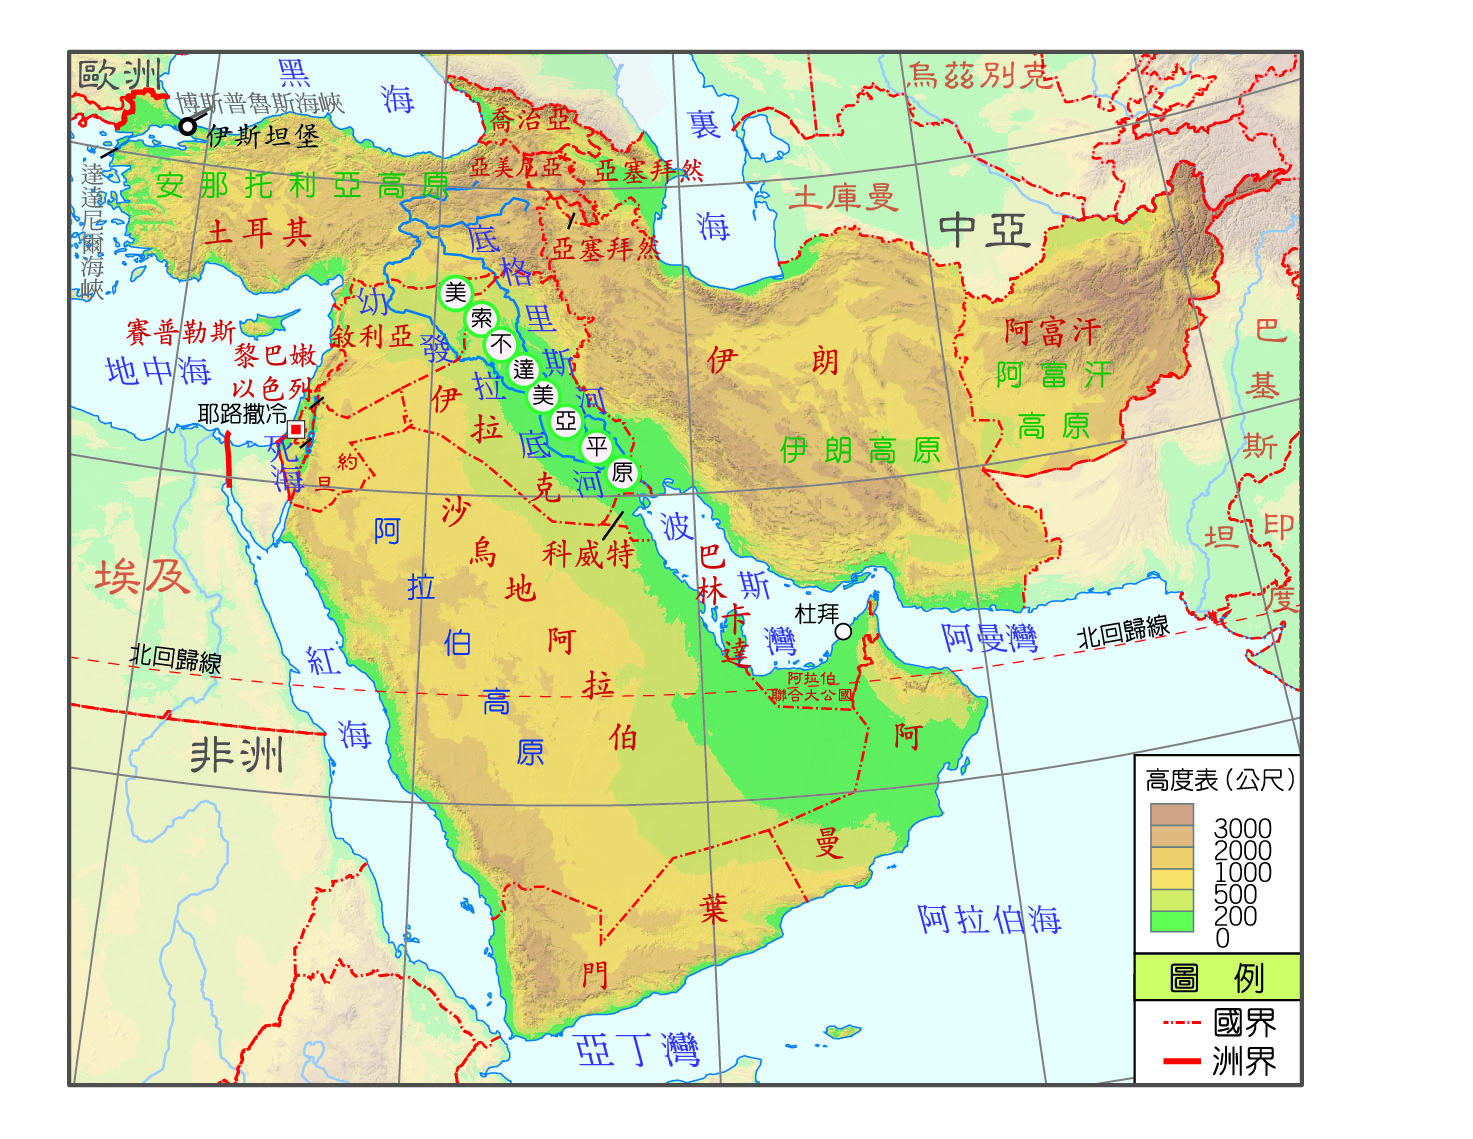 歐洲
黑海
博斯普魯斯海峽
伊斯坦堡
達達尼爾海峽
安那托利亞高原
土耳其
喬治亞
亞美尼亞
亞塞拜然
亞塞拜然
裏海
烏茲別克
土庫曼
中亞
底格里斯河
幼發拉底河
美索不達美亞平原
賽普勒斯
地中海
敘利亞
黎巴嫩
以色列
耶路撒冷
死海
約旦
伊拉克
伊朗
伊朗高原
阿富汗
阿富汗高原
巴基斯坦
印度
埃及
沙烏地阿拉伯
阿拉伯高原
科威特
波斯灣
巴林
卡達
杜拜
阿曼灣
北回歸線
北回歸線
紅海
阿拉伯
聯合大公國
非洲
阿曼
葉門
阿拉伯海
亞丁灣
高度表(公尺)
3000
2000
1000
500
200
0
圖例
國界
洲界